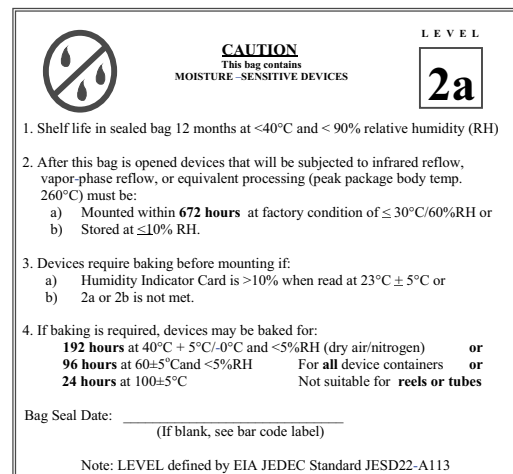 LEVEL
CAUTION
This bag contains
MOISTURE –SENSITIVE DEVICES
2a
1. Shelf life in sealed bag 12 months at <40°C and < 90% relative humidity (RH)
2. After this bag is opened devices that will be subjected to infrared reflow,
vapor-phase reflow, or equivalent processing (peak package body temp.
260°C) must be:
a) Mounted within 672 hours at factory condition of ≤ 30°C/60%RH or
b) Stored at ≤10% RH.
3. Devices require baking before mounting if:
a) Humidity Indicator Card is >10% when read at 23°C ± 5°C or
b) 2a or 2b is not met.
4. If baking is required, devices may be baked for:
192 hours at 40°C + 5°C/-0°C and <5%RH (dry air/nitrogen) or
96 hours at 60±5°Cand <5%RH For all device containers or
24 hours at 100±5°C Not suitable for reels or tubes
Bag Seal Date: ______________________________
(If blank, see bar code label)
Note: LEVEL defined by EIA JEDEC Standard JESD22-A113